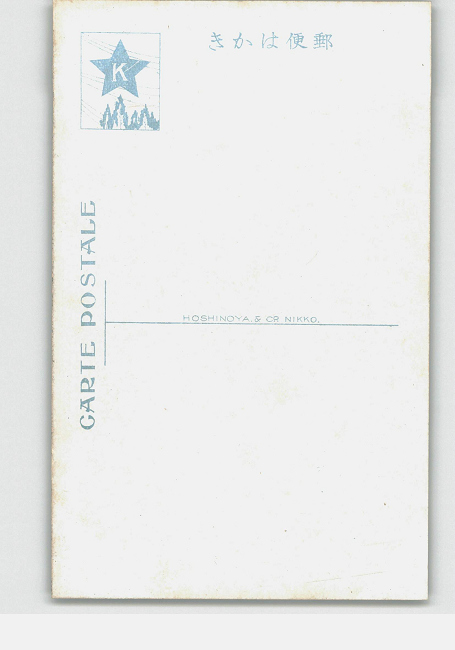 きかは便郵
K
CARTE POSTALE
HOSHINOYA. & CO. NIKKO.